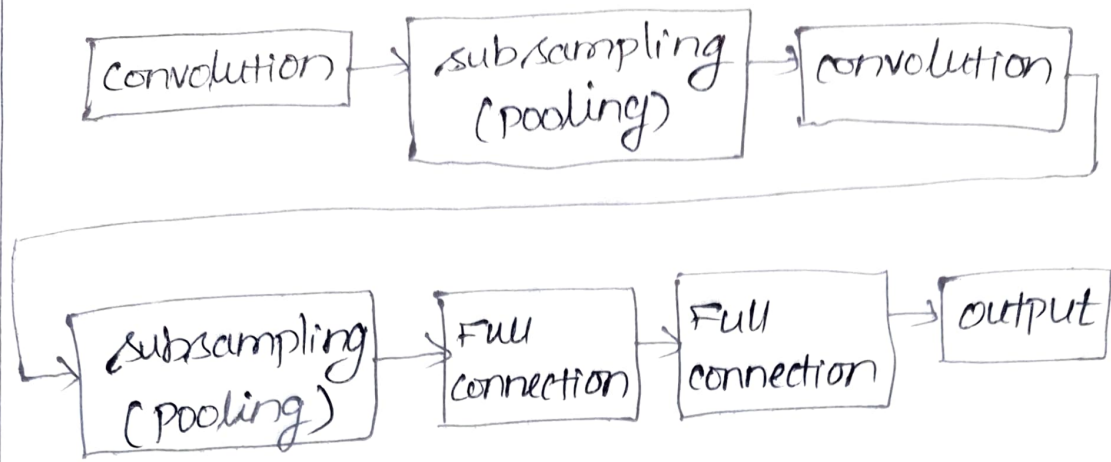 convolution
subsampling
(pooling)
convolution
subsampling
(pooling)
Full
connection
Full
connection
output